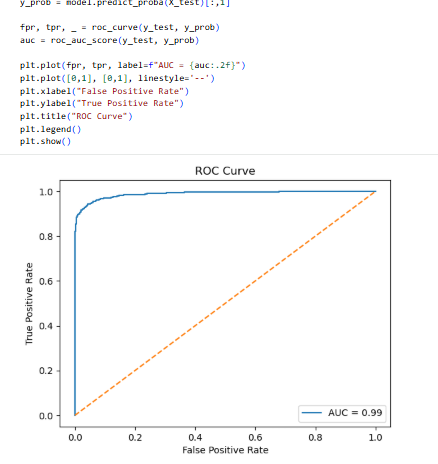 y_prob = model.predict_proba(X_test)[:,1]
fpr, tpr, _ = roc_curve(y_test, y_prob)
auc = roc_auc_score(y_test, y_prob)
plt.plot(fpr, tpr, label=f"AUC = {auc:.2f}")
plt.plot([0,1], [0,1], linestyle='--')
plt.xlabel("False Positive Rate")
plt.ylabel("True Positive Rate")
plt.title("ROC Curve")
plt.legend()
plt.show()
ROC Curve
True Positive Rate
1.0
0.8
0.6
0.4
0.2
0.0
AUC = 0.99
0.0 0.2 0.4 0.6 0.8 1.0
False Positive Rate